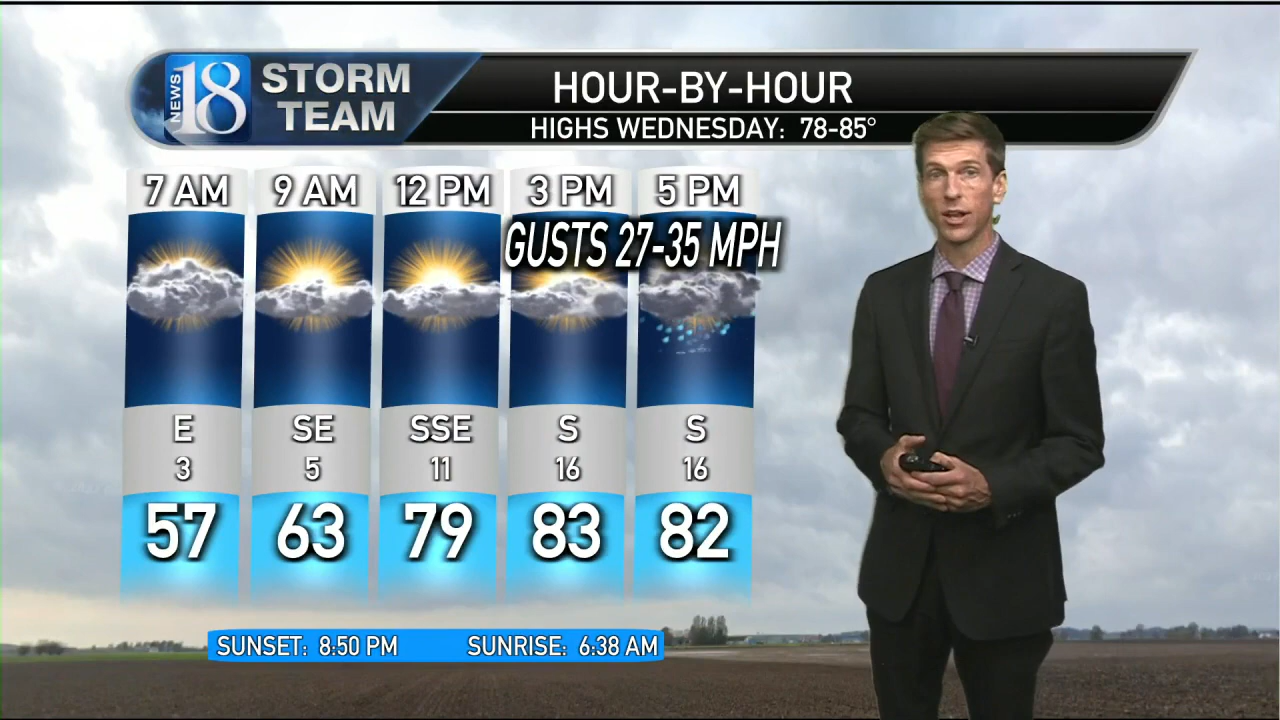 NEWS 18
STORM TEAM
HOUR-BY-HOUR
HIGHS WEDNESDAY: 78-85°
7 AM 9 AM 12 PM 3 PM 5 PM
GUSTS 27-35 MPH
E SE SSE S S
3 5 11 16 16
57 63 79 83 82
SUNSET: 8:50 PM SUNRISE: 6:38 AM